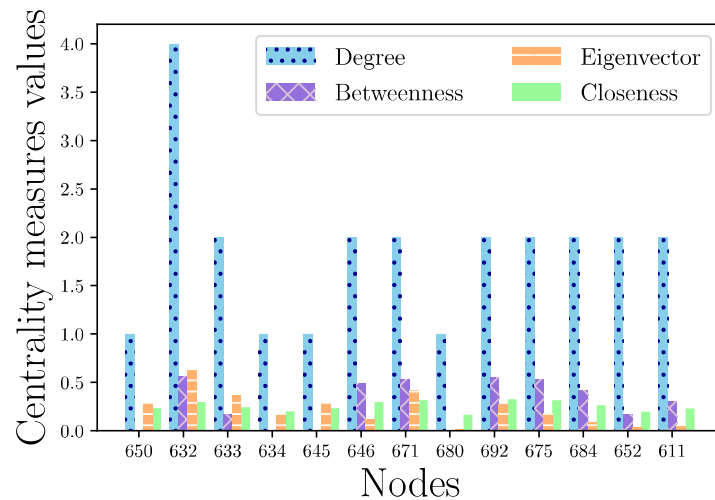 Centrality measures values
4.0
3.5
3.0
2.5
2.0
1.5
1.0
0.5
0.0
Degree
Betweenness
Eigenvector
Closeness
650 632 633 634 645 646 671 680 692 675 684 652 611
Nodes